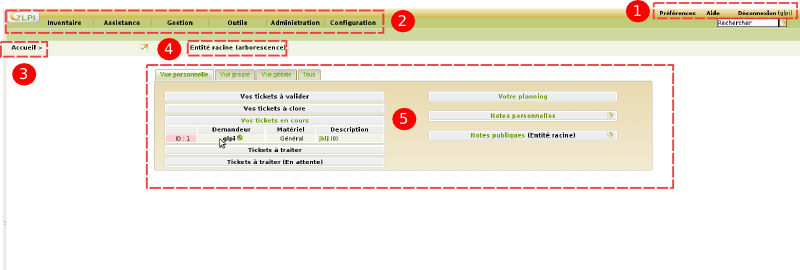 1
Préférences Aide Déconnexion (glpi)
GLPI
Inventaire Assistance Gestion Outils Administration Configuration
2
Rechercher
Accueil >
4
Entité racine (arborescence)
3
Vue personnelle Vue groupe Vue globale Tous
Vos tickets à valider
Votre planning
Vos tickets à clore
Notes personnelles
Vos tickets en cours
5
Demandeur Matériel Description
Notes publiques (Entité racine)
ID : 1 glpi Général jklj (0)
Tickets à traiter
Tickets à traiter (En attente)